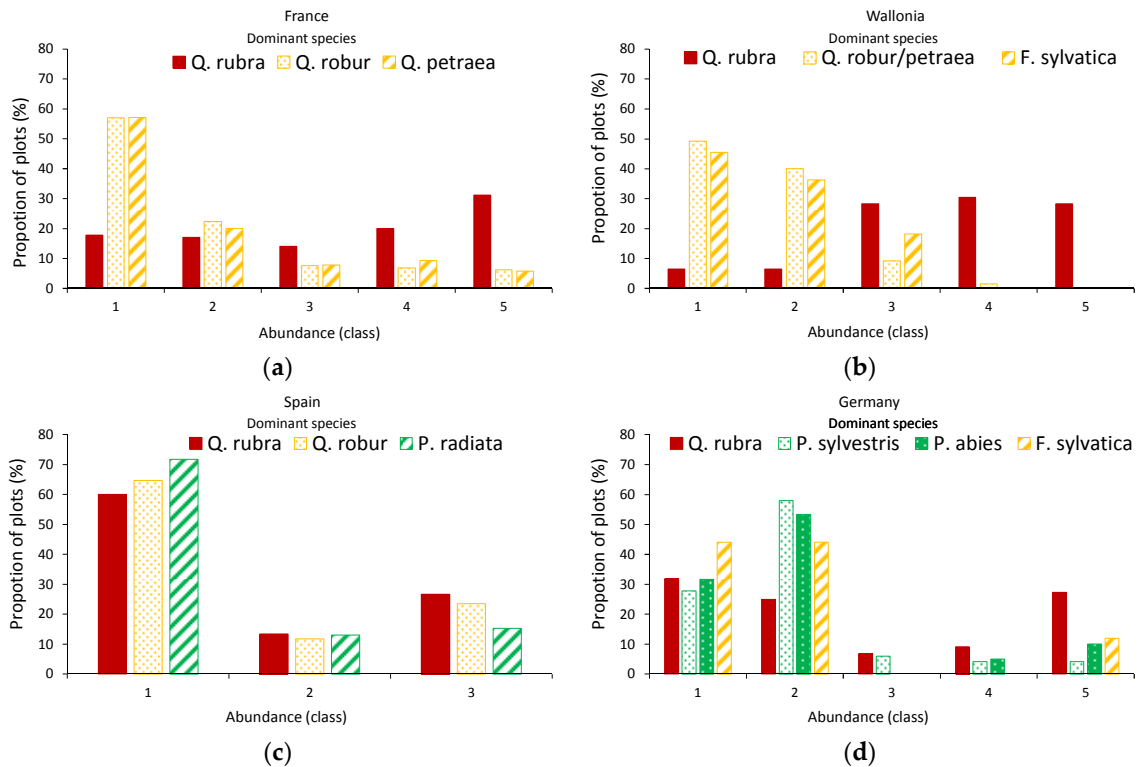 France
Dominant species
Q. rubra Q. robur Q. petraea
Propotion of plots (%)
80
70
60
50
40
30
20
10
0
1 2 3 4 5
Abundance (class)
(a)
Wallonia
Dominant species
Q. rubra Q. robur/petraea F. sylvatica
Propotion of plots (%)
80
70
60
50
40
30
20
10
0
1 2 3 4 5
Abundance (class)
(b)
Spain
Dominant species
Q. rubra Q. robur P. radiata
Propotion of plots (%)
80
70
60
50
40
30
20
10
0
1 2 3
Abundance (class)
(c)
Germany
Dominant species
Q. rubra P. sylvestris P. abies F. sylvatica
Propotion of plots (%)
80
70
60
50
40
30
20
10
0
1 2 3 4 5
Abundance (class)
(d)